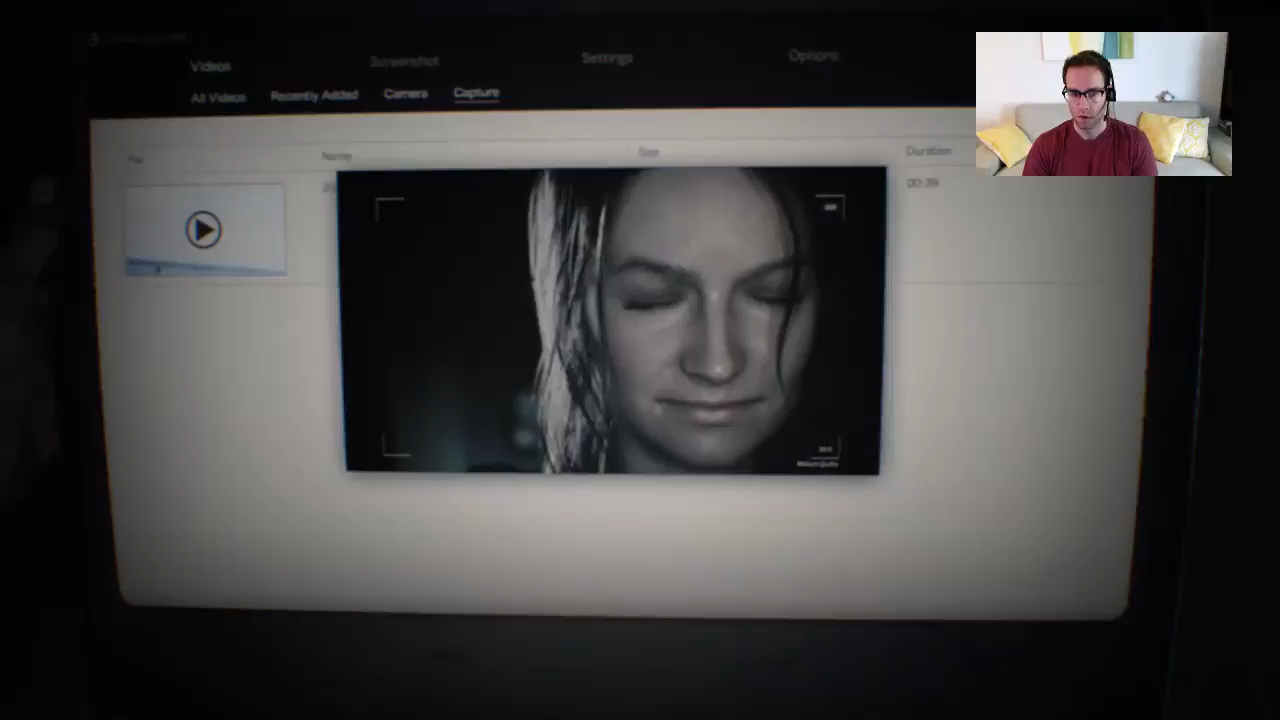 Videos Screenshot Settings Options
All Videos Recently Added Camera Capture
Name Size Duration
00:39